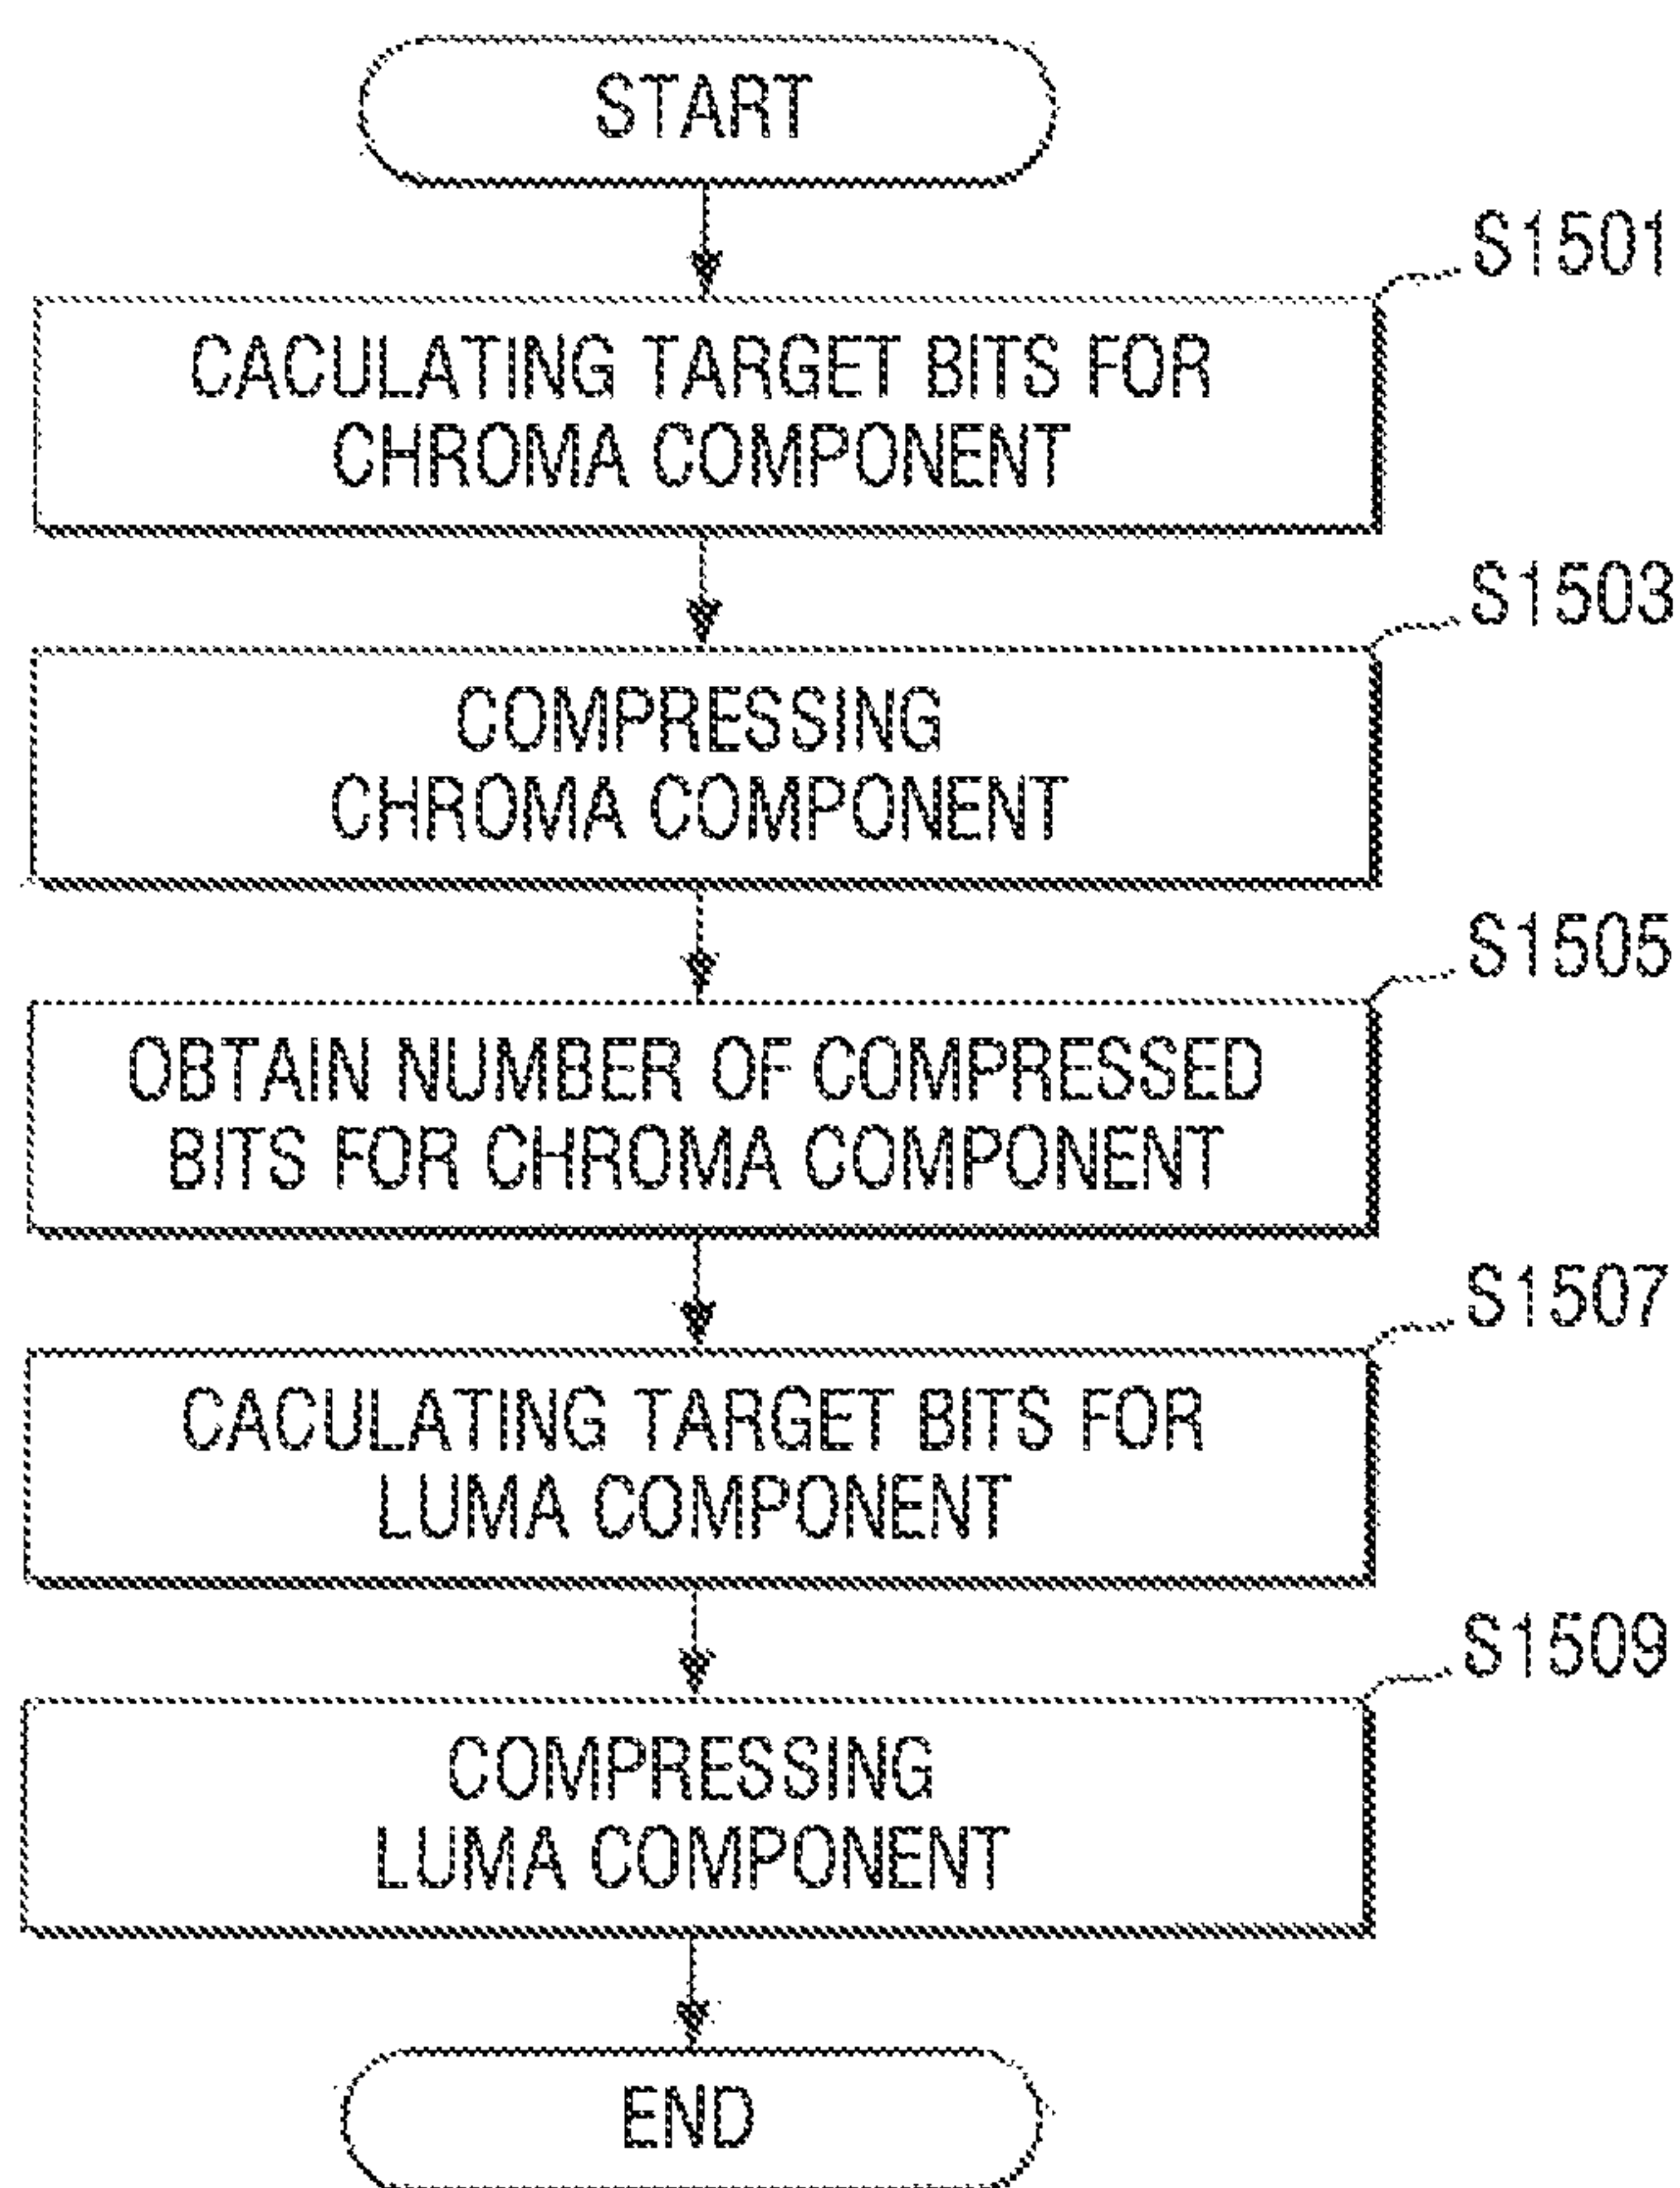 START
S1501
CACULATING TARGET BITS FOR
CHROMA COMPONENT
S1503
COMPRESSING
CHROMA COMPONENT
S1505
OBTAIN NUMBER OF COMPRESSED
BITS FOR CHROMA COMPONENT
S1507
CACULATING TARGET BITS FOR
LUMA COMPONENT
S1509
COMPRESSING
LUMA COMPONENT
END